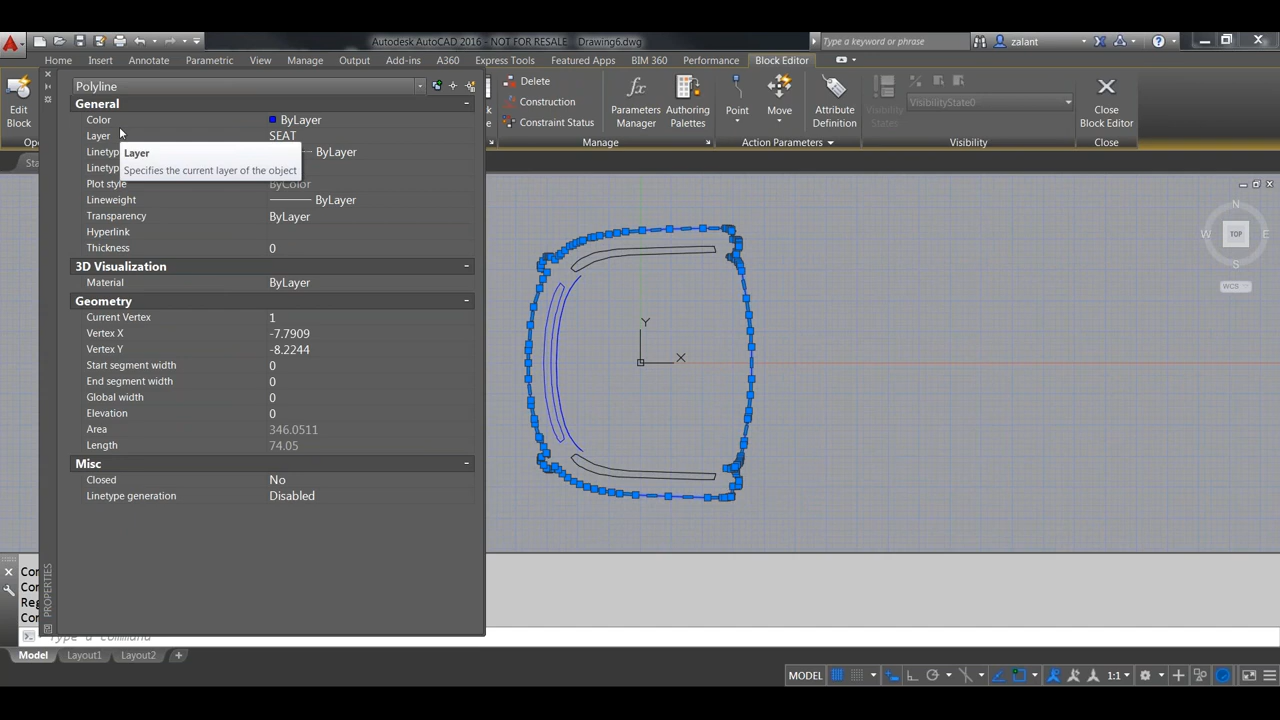 Autodesk AutoCAD 2016 - NOT FOR RESALE Drawing6.dwg
Type a keyword or phrase
zalant
Home Insert Annotate Parametric View Manage Output Add-ins A360 Express Tools Featured Apps BIM 360 Performance Block Editor
Edit
Block
Delete
Construction
Constraint Status
Parameters
Manager
Authoring
Palettes
Point
Move
Attribute
Definition
Visibility
States
VisibilityState0
Close
Block Editor
Manage
Action Parameters
Visibility
Close
Polyline
General
Color ByLayer
Layer SEAT
Layer
Specifies the current layer of the object
ByLayer
Plot style ByColor
Lineweight ByLayer
Transparency ByLayer
Hyperlink
Thickness 0
3D Visualization
Material ByLayer
Geometry
Current Vertex 1
Vertex X -7.7909
Vertex Y -8.2244
Start segment width 0
End segment width 0
Global width 0
Elevation 0
Area 346.0511
Length 74.05
Misc
Closed No
Linetype generation Disabled
PROPERTIES
N
W TOP E
S
WCS
Y
X
Type a command
Model Layout1 Layout2 +
MODEL 1:1